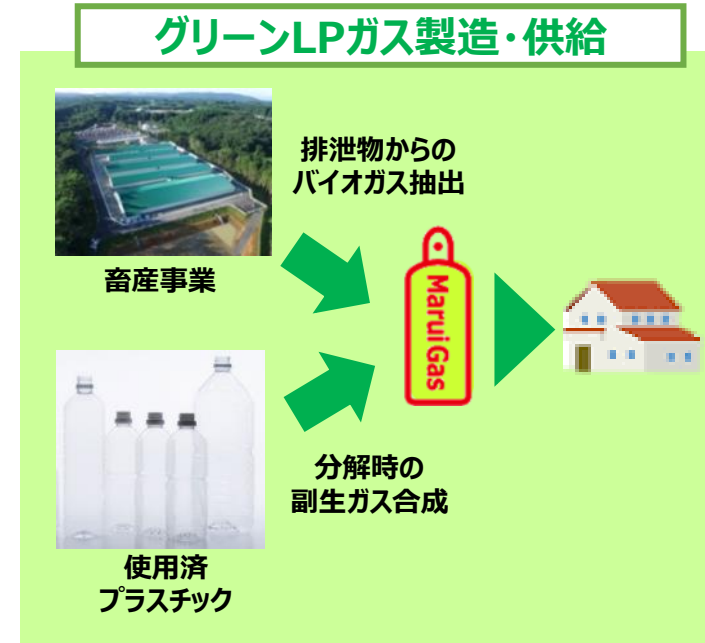 グリーンLPガス製造・供給
排泄物からの
バイオガス抽出
畜産事業
Marui Gas
分解時の
副生ガス合成
使用済
プラスチック